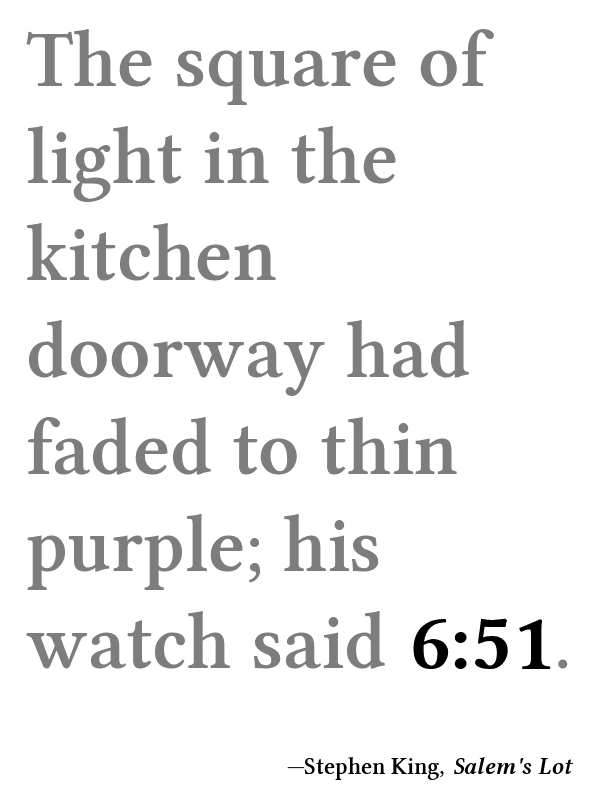 The square of
light in the
kitchen
doorway had
faded to thin
purple; his
watch said 6:51.
—Stephen King, Salem's Lot